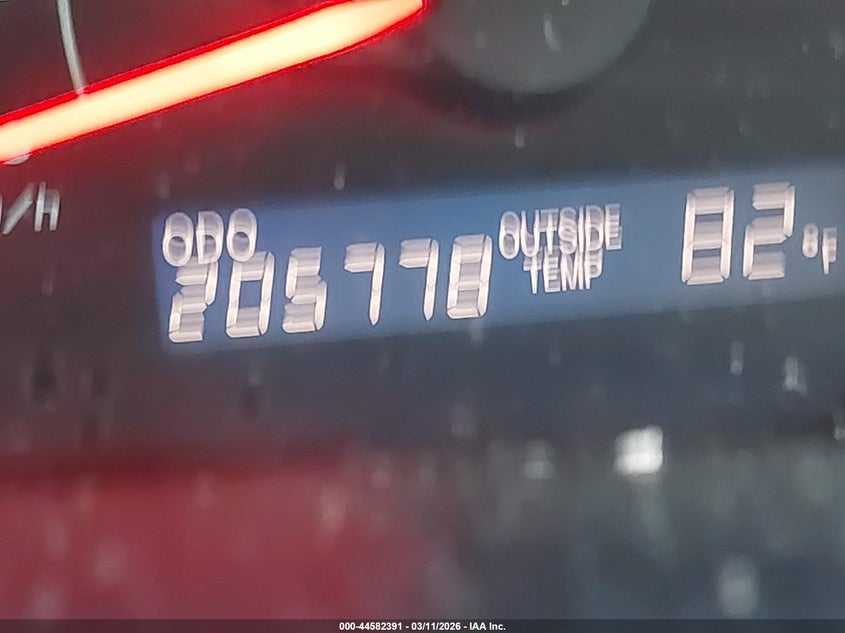 /h
ODO
OUTSIDE
TEMP
82°F
205778
000-44582391 - 03/11/2026 - IAA Inc.